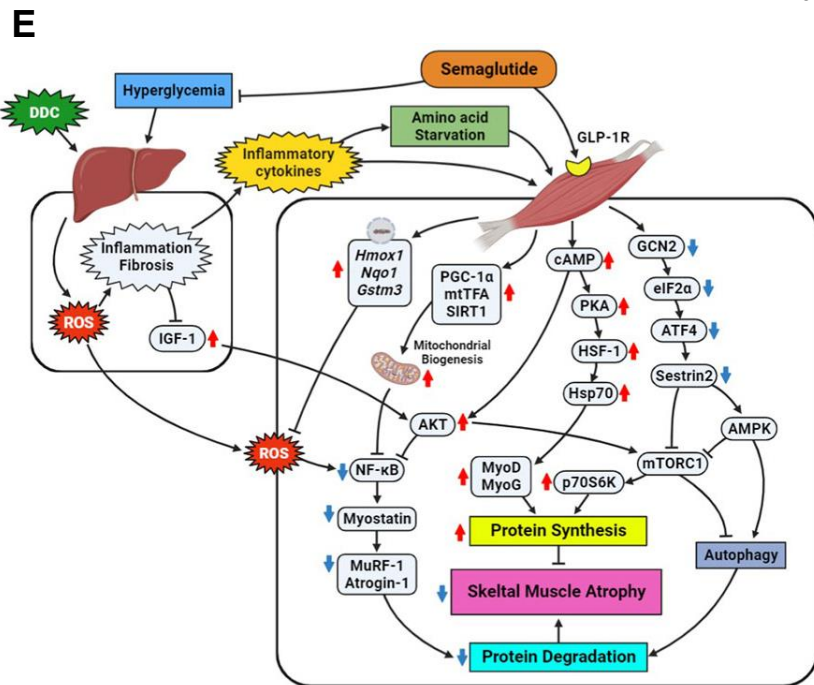 E
Semaglutide
Hyperglycemia
DDC
Amino acid
Starvation
GLP-1R
Inflammatory
cytokines
Inflammation
Fibrosis
ROS
IGF-1
Hmox1
Nqo1
Gstm3
PGC-1α
mtTFA
SIRT1
Mitochondrial
Biogenesis
cAMP
PKA
HSF-1
Hsp70
GCN2
eIF2α
ATF4
Sestrin2
AMPK
AKT
mTORC1
ROS
NF-κB
MyoD
MyoG
p70S6K
Myostatin
Protein Synthesis
Autophagy
MuRF-1
Atrogin-1
Skeltal Muscle Atrophy
Protein Degradation